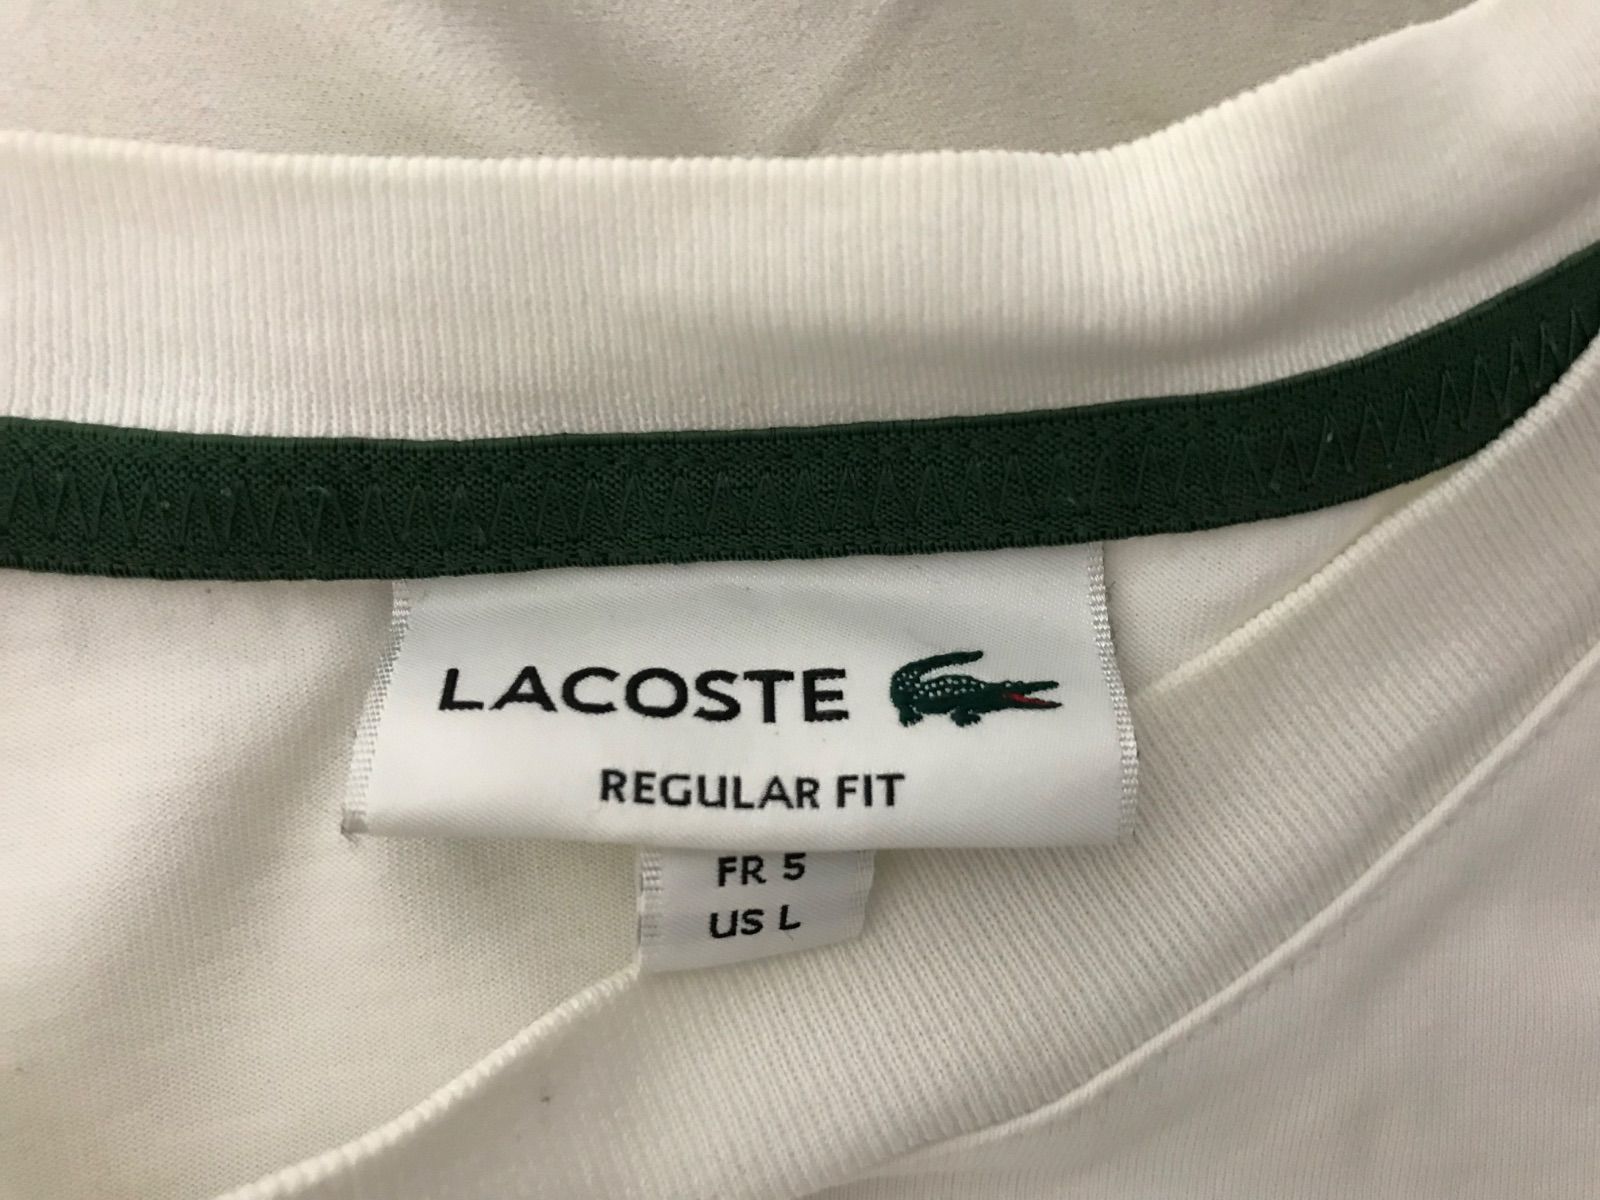 LACOSTE
REGULAR FIT
FR 5
US L